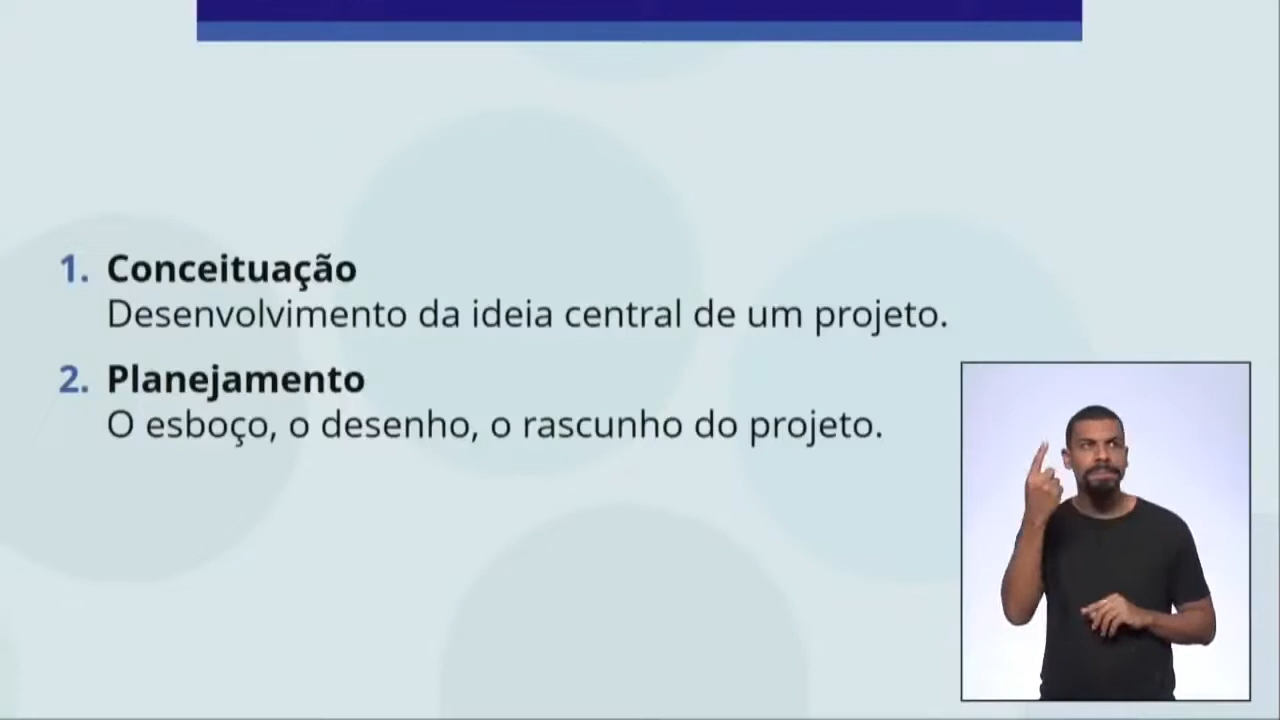 1. Conceituação
Desenvolvimento da ideia central de um projeto.
2. Planejamento
O esboço, o desenho, o rascunho do projeto.